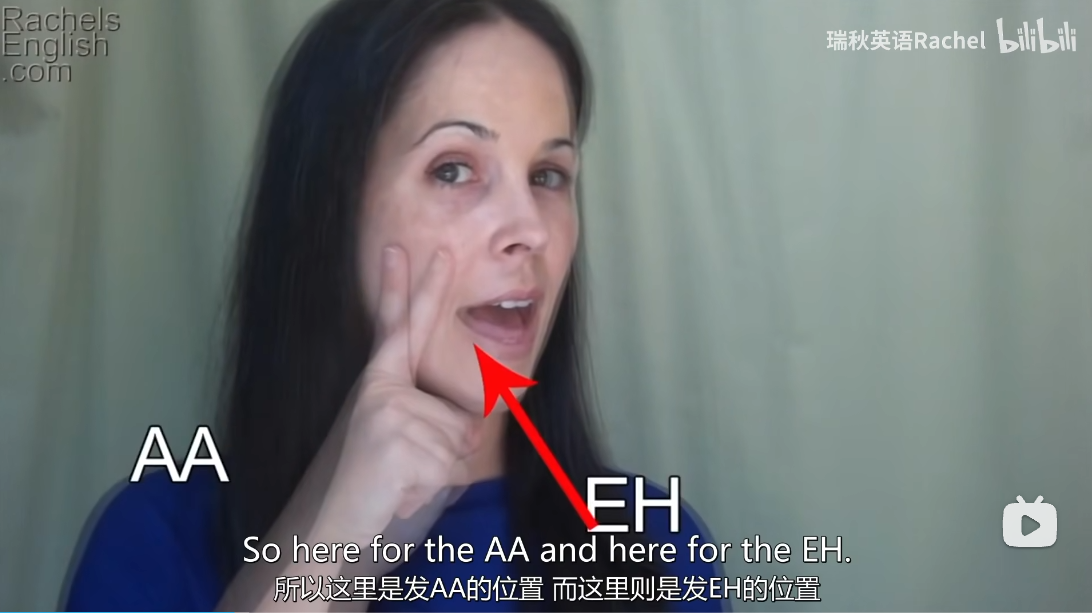 Rachels
English
.com
瑞秋英语Rachel bilibili
AA
EH
So here for the AA and here for the EH.
所以这里是发AA的位置 而这里则是发EH的位置